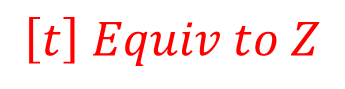 [t] Equiv to Z